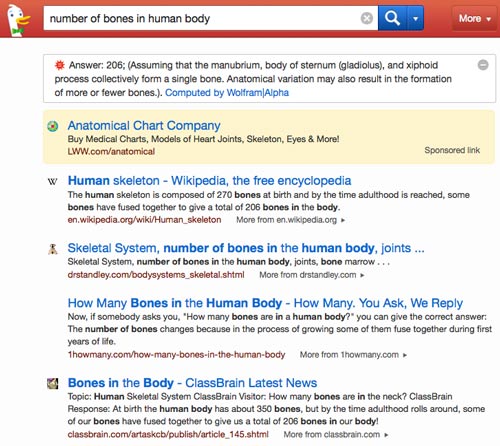 number of bones in human body
More
Answer: 206; (Assuming that the manubrium, body of sternum (gladiolus), and xiphoid
process collectively form a single bone. Anatomical variation may also result in the formation
of more or fewer bones.). Computed by Wolfram|Alpha
Anatomical Chart Company
Buy Medical Charts, Models of Heart Joints, Skeleton, Eyes & More!
LWW.com/anatomical
Sponsored link
W
Human skeleton - Wikipedia, the free encyclopedia
The human skeleton is composed of 270 bones at birth and by the time adulthood is reached, some
bones have fused together to give a total of 206 bones in the body.
en.wikipedia.org/wiki/Human_skeleton More from en.wikipedia.org
Skeletal System, number of bones in the human body, joints ...
Skeletal System, number of bones in the human body, joints, bone marrow . . .
drstandley.com/bodysystems_skeletal.shtml More from drstandley.com
How Many Bones in the Human Body - How Many. You Ask, We Reply
Now, if somebody asks you, "How many bones are in a human body?" you can give the correct answer:
The number of bones changes because in the process of growing some of them fuse together during first
years of life.
1howmany.com/how-many-bones-in-the-human-body More from 1howmany.com
Bones in the Body - ClassBrain Latest News
Topic: Human Skeletal System ClassBrain Visitor: How many bones are in the neck? ClassBrain
Response: At birth the human body has about 350 bones, but by the time adulthood rolls around, some
of our bones have fused together to give us a total of 206 bones in our body!
classbrain.com/artaskcb/publish/article_145.shtml More from classbrain.com